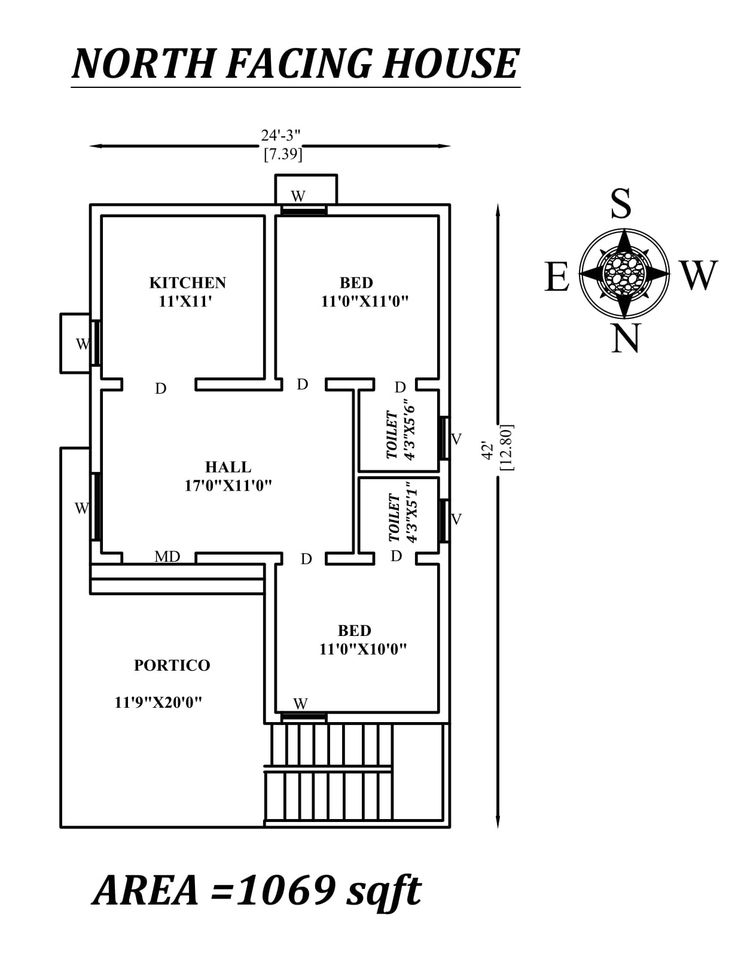 NORTH FACING HOUSE
24'-3"
[7.39]
W
S
E
W
N
KITCHEN
11'X11'
BED
11'0"X11'0"
W
D
D
D
TOILET
4'3"X5'6"
V
42'
[12.80]
HALL
17'0"X11'0"
W
TOILET
4'3"X5'1"
V
MD
D
D
BED
11'0"X10'0"
PORTICO
11'9"X20'0"
W
AREA =1069 sqft